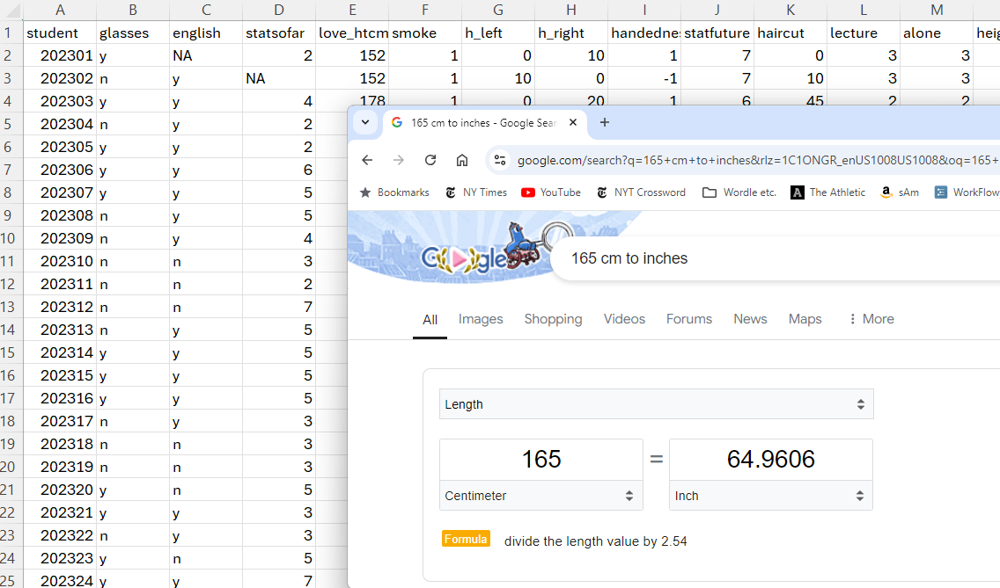 A B C D E F G H I J K L M
1 student glasses english statsofar love_htcm smoke h_left h_right handednes statfuture haircut lecture alone heig
2 202301 y NA 2 152 1 0 10 1 7 0 3 3
3 202302 n y NA 152 1 10 0 -1 7 10 3 3
4 202303 y y 4 178 1 0 20 1 6 45 2 2
5 202304 n y 2
6 202305 y y 2
7 202306 y y 6
8 202307 y y 5
9 202308 n y 5
10 202309 n y 4
11 202310 n n 3
12 202311 n n 2
13 202312 n n 7
14 202313 n y 5
15 202314 y y 5
16 202315 y y 5
17 202316 y y 5
18 202317 n y 3
19 202318 n n 3
20 202319 n n 3
21 202320 y n 5
22 202321 y y 3
23 202322 n y 3
24 202323 y n 5
25 202324 y y 7
165 cm to inches - Google Sear
google.com/search?q=165+cm+to+inches&rlz=1C1ONGR_enUS1008US1008&oq=165+
Bookmarks NY Times YouTube NYT Crossword Wordle etc. The Athletic sAm WorkFlow
Google
165 cm to inches
All Images Shopping Videos Forums News Maps More
Length
165 = 64.9606
Centimeter Inch
Formula divide the length value by 2.54